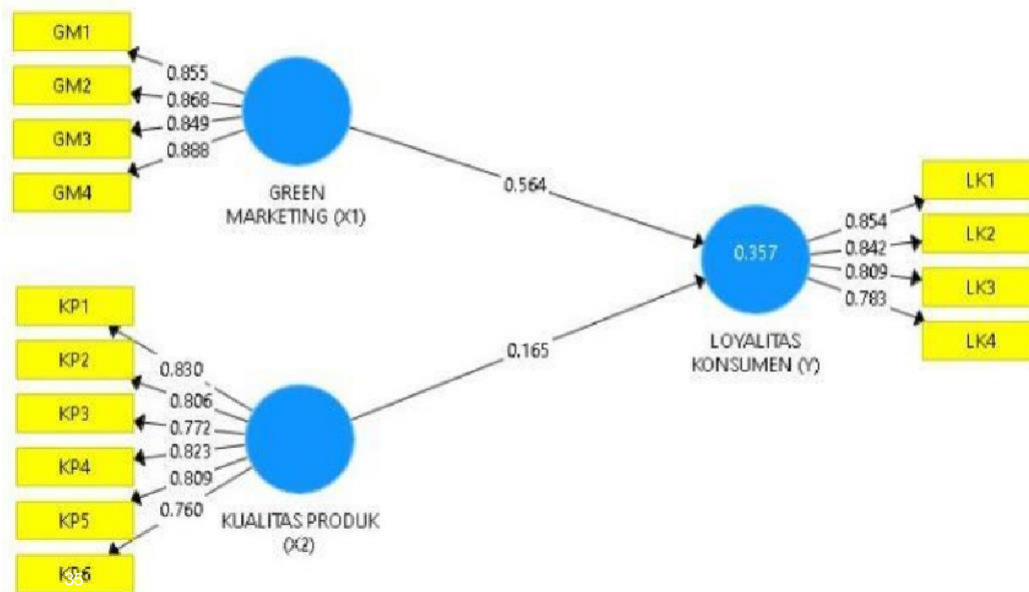 GM1
GM2
GM3
GM4
0.855
0.868
0.849
0.888
GREEN
MARKETING (X1)
0.564
KP1
KP2
KP3
KP4
KP5
0.830
0.806
0.772
0.823
0.809
0.760
KUALITAS PRODUK
(X2)
0.165
0.357
LOYALITAS
KONSUMEN (Y)
0.854
0.842
0.809
0.783
LK1
LK2
LK3
LK4